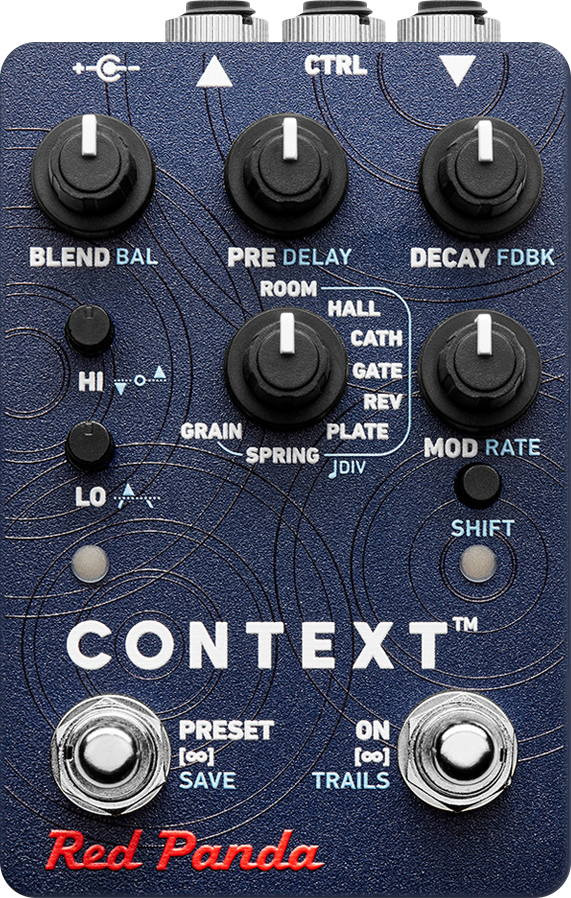 CTRL
BLEND BAL
PRE DELAY
DECAY FDBK
ROOM
HALL
CATH
GATE
REV
PLATE
SPRING
GRAIN
♩DIV
HI
LO
MOD RATE
SHIFT
CONTEXT™
PRESET
[∞]
SAVE
ON
[∞]
TRAILS
Red Panda